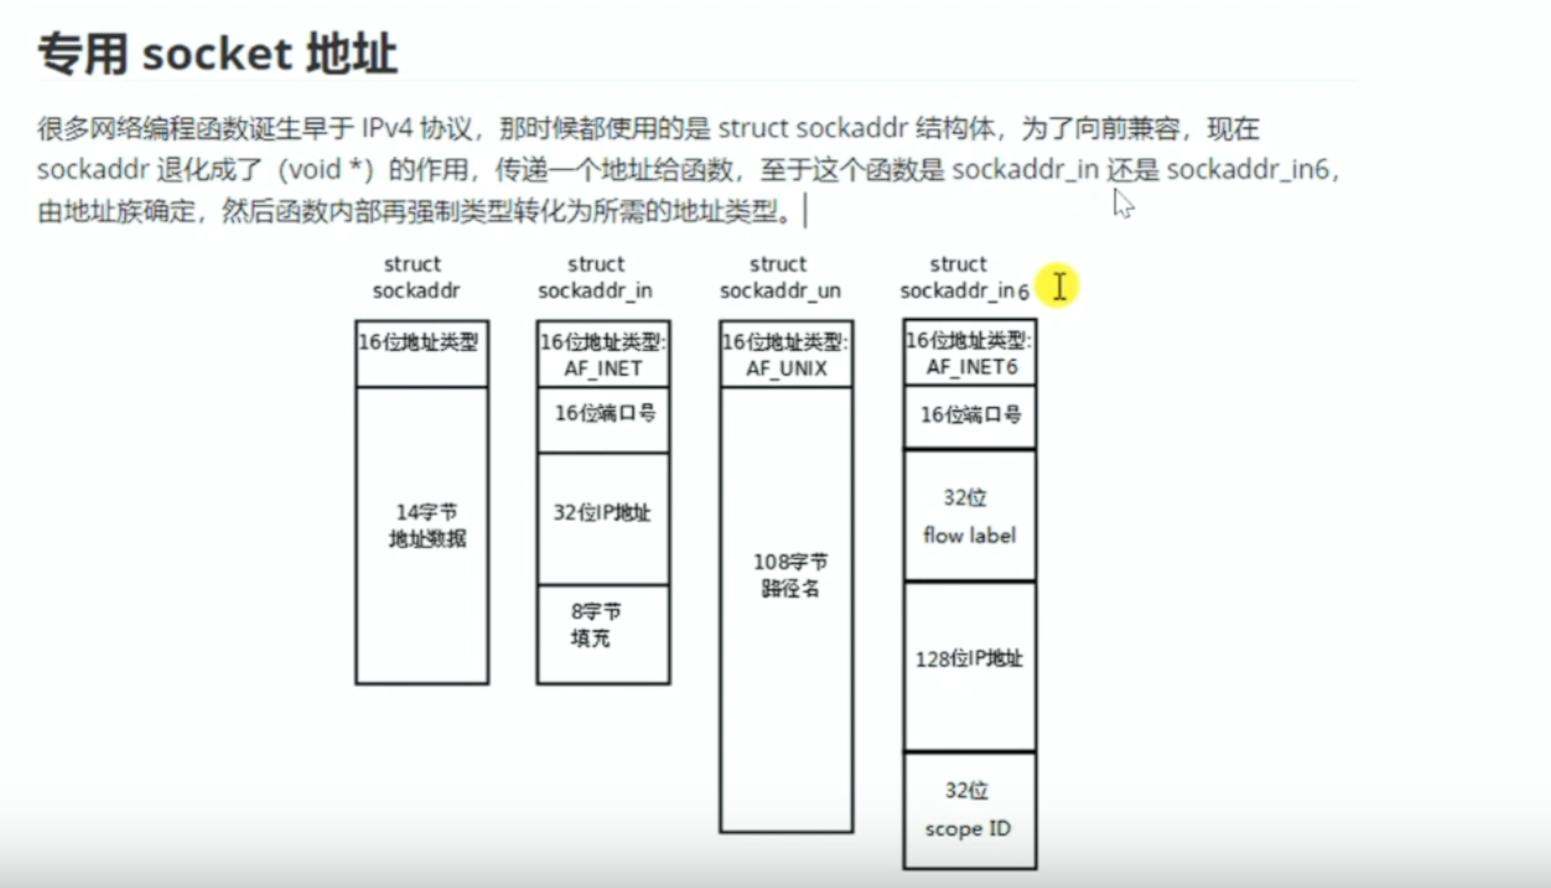 专用 socket 地址
很多网络编程函数诞生早于 IPv4 协议，那时候都使用的是 struct sockaddr 结构体，为了向前兼容，现在
sockaddr 退化成了（void *）的作用，传递一个地址给函数，至于这个函数是 sockaddr_in 还是 sockaddr_in6，
由地址族确定，然后函数内部再强制类型转化为所需的地址类型。
struct
sockaddr
16位地址类型
14字节
地址数据
struct
sockaddr_in
16位地址类型:
AF_INET
16位端口号
32位IP地址
8字节
填充
struct
sockaddr_un
16位地址类型:
AF_UNIX
108字节
路径名
struct
sockaddr_in6
16位地址类型:
AF_INET6
16位端口号
32位
flow label
128位IP地址
32位
scope ID